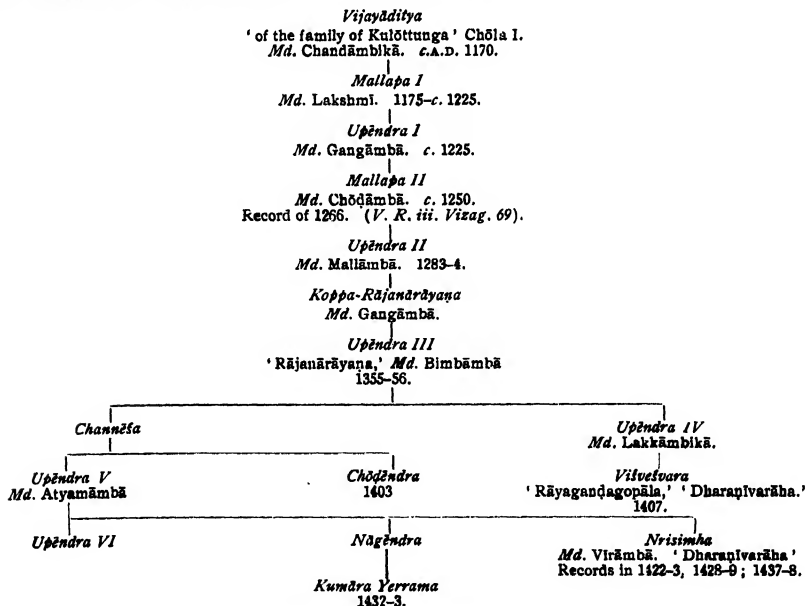 Vijayāditya
'of the family of Kulōttunga' Chōla I.
Md. Chandāmbikā. c.A.D. 1170.
Mallapa I
Md. Lakshmī. 1175–c. 1225.
Upēndra I
Md. Gangāmbā. c. 1225.
Mallapa II
Md. Chōḍāmbā. c. 1250.
Record of 1266. (V. R. iii. Vizag. 69).
Upēndra II
Md. Mallāmbā. 1283–4.
Koppa-Rājanārāyaṇa
Md. Gangāmbā.
Upēndra III
'Rājanārāyaṇa,' Md. Bimbāmbā
1355–56.
Channēśa
Upēndra IV
Md. Lakkāmbikā.
Upēndra V
Md. Atyamāmbā
Chōḍēndra
1403
Viśveśvara
'Rāyagaṇḍagopāla,' 'Dharaṇīvarāha.'
1407.
Upēndra VI
Nāgēndra
Nrisimha
Md. Vīrāmbā. 'Dharaṇīvarāha'
Records in 1422–3, 1428–9; 1437–8.
Kumāra Yerrama
1432–3.